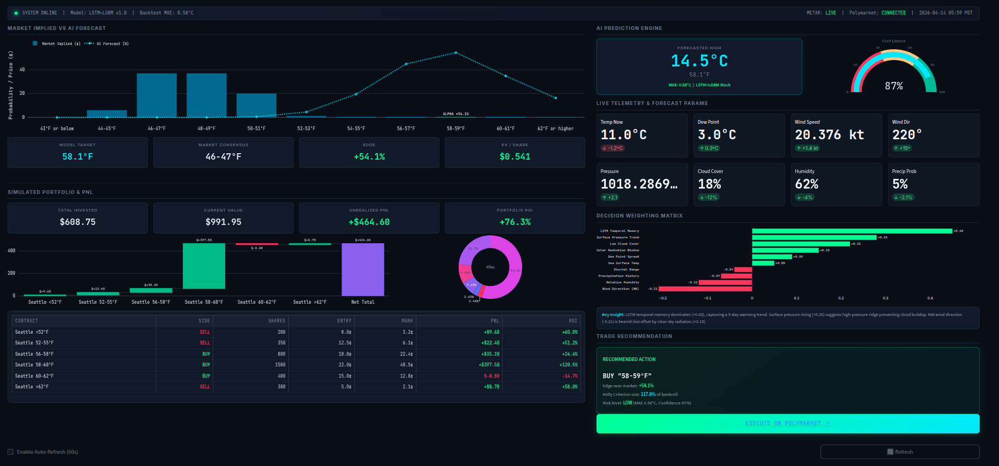 SYSTEM ONLINE | Model: LSTM+LGBM v1.0 | Backtest MAE: 0.58°C
METAR: LIVE | Polymarket: CONNECTED | 2026-04-14 05:59 PDT
MARKET IMPLIED VS AI FORECAST
Market Implied (¢) AI Forecast (%)
Probability / Price (¢)
40
20
0
ALPHA +54.1%
43°F or below 44-45°F 46-47°F 48-49°F 50-51°F 52-53°F 54-55°F 56-57°F 58-59°F 60-61°F 62°F or higher
MODEL TARGET
58.1°F
MARKET CONSENSUS
46-47°F
EDGE
+54.1%
EV / SHARE
$0.541
SIMULATED PORTFOLIO & PNL
TOTAL INVESTED
$608.75
CURRENT VALUE
$991.95
UNREALIZED PNL
+$464.60
PORTFOLIO ROI
+76.3%
400
200
0
$+9.60
$+22.40
$+35.20
$+397.50
$-8.80
$+8.70
$+464.60
Seattle <52°F Seattle 52-55°F Seattle 56-58°F Seattle 58-60°F Seattle 60-62°F Seattle >62°F Net Total
23.7%
54.2%
9.86%
7.19%
2.63%
2.46%
Alloc
CONTRACT SIDE SHARES ENTRY MARK PNL ROI
Seattle <52°F SELL 200 8.0¢ 3.2¢ +$9.60 +60.0%
Seattle 52-55°F SELL 350 12.5¢ 6.1¢ +$22.40 +51.2%
Seattle 56-58°F BUY 800 18.0¢ 22.4¢ +$35.20 +24.4%
Seattle 58-60°F BUY 1500 22.0¢ 48.5¢ +$397.50 +120.5%
Seattle 60-62°F BUY 400 15.0¢ 12.8¢ $-8.80 -14.7%
Seattle >62°F SELL 300 5.0¢ 2.1¢ +$8.70 +58.0%
Enable Auto-Refresh (60s)
AI PREDICTION ENGINE
FORECASTED HIGH
14.5°C
58.1°F
MAE: 0.58°C | LSTM+LGBM Stack
Confidence
0
20
40
60
80
100
87%
LIVE TELEMETRY & FORECAST PARAMS
Temp Now
11.0°C
↓ -1.2°C
Dew Point
3.0°C
↑ 0.3°C
Wind Speed
20.376 kt
↑ +1.4 kt
Wind Dir
220°
↑ +15°
Pressure
1018.2869…
↑ +2.1
Cloud Cover
18%
↓ -12%
Humidity
62%
↓ -4%
Precip Prob
5%
↓ -2.1%
DECISION WEIGHTING MATRIX
LSTM Temporal Memory +0.45
Surface Pressure Trend +0.28
Low Cloud Cover +0.22
Solar Radiation Window +0.15
Dew Point Spread +0.09
Sea Surface Temp +0.05
Diurnal Range -0.04
Precipitation History -0.07
Relative Humidity -0.12
Wind Direction (NW) -0.21
−0.2 −0.1 0 0.1 0.2 0.3 0.4
Key Insight: LSTM temporal memory dominates (+0.45), capturing a 5-day warming trend. Surface pressure rising (+0.28) suggests high-pressure ridge preventing cloud buildup. NW wind direction
(-0.21) is bearish but offset by clear-sky radiation (+0.15).
TRADE RECOMMENDATION
RECOMMENDED ACTION
BUY "58-59°F"
Edge over market: +54.1%
Kelly Criterion size: 117.9% of bankroll
Risk level: LOW (MAE 0.58°C, Confidence 87%)
EXECUTE ON POLYMARKET ↗
Refresh